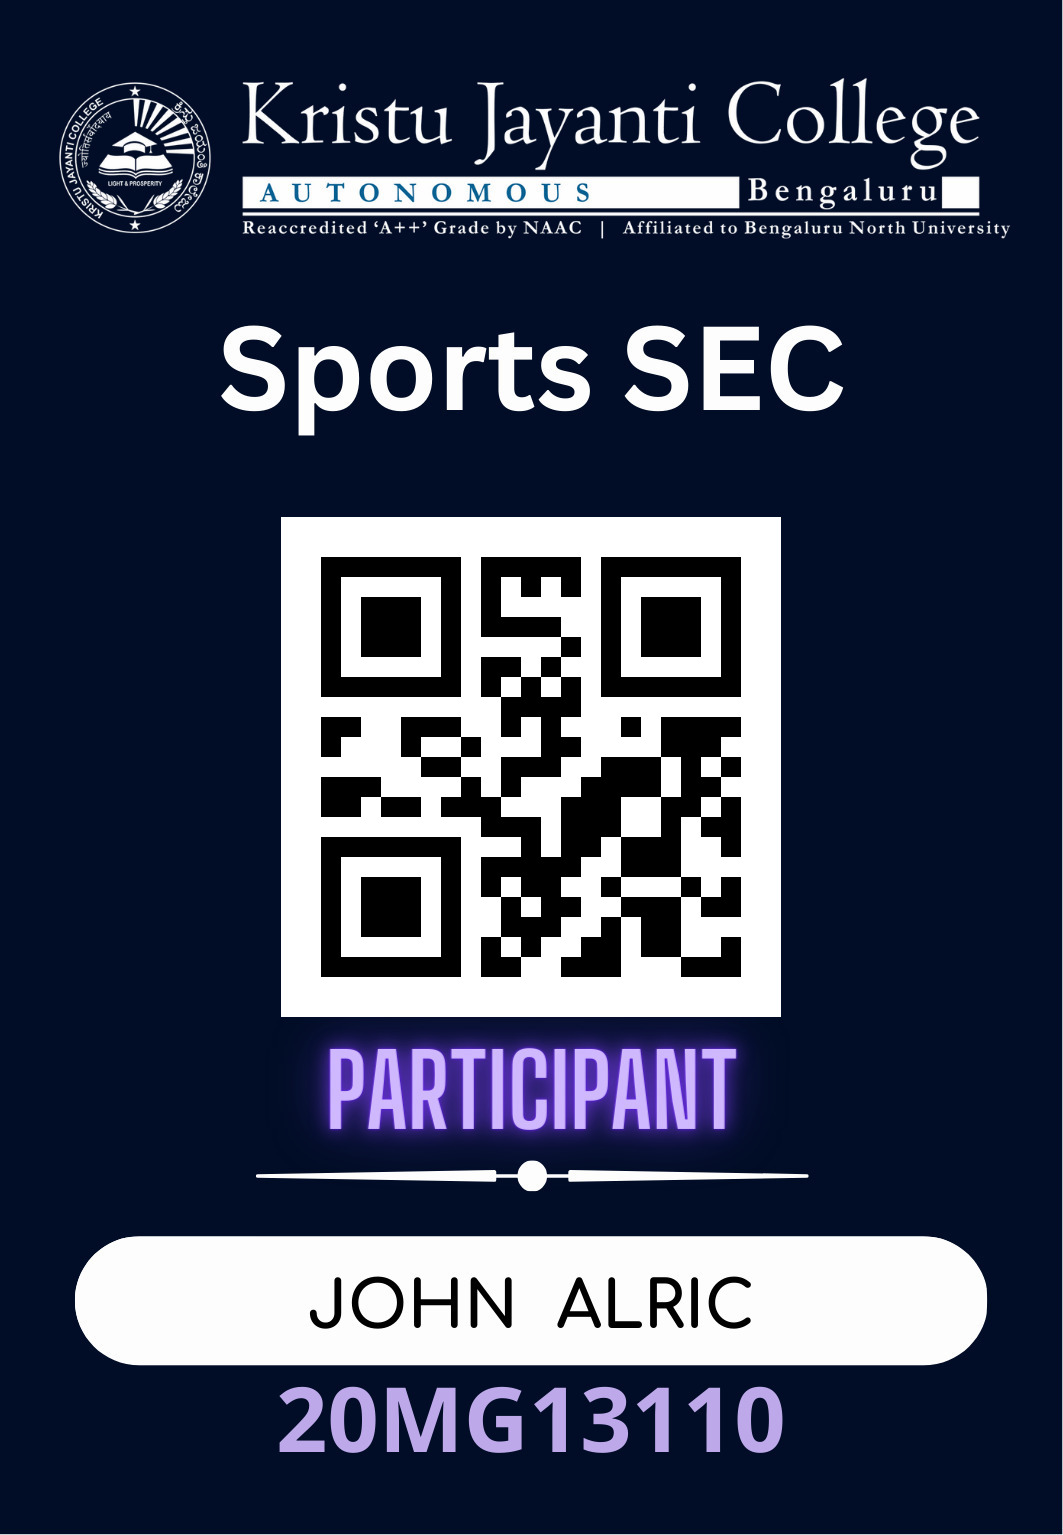 KRISTU JAYANTI COLLEGE
LIGHT & PROSPERITY
Kristu Jayanti College
AUTONOMOUS Bengaluru
Reaccredited ‘A++’ Grade by NAAC | Affiliated to Bengaluru North University
Sports SEC
PARTICIPANT
JOHN ALRIC
20MG13110